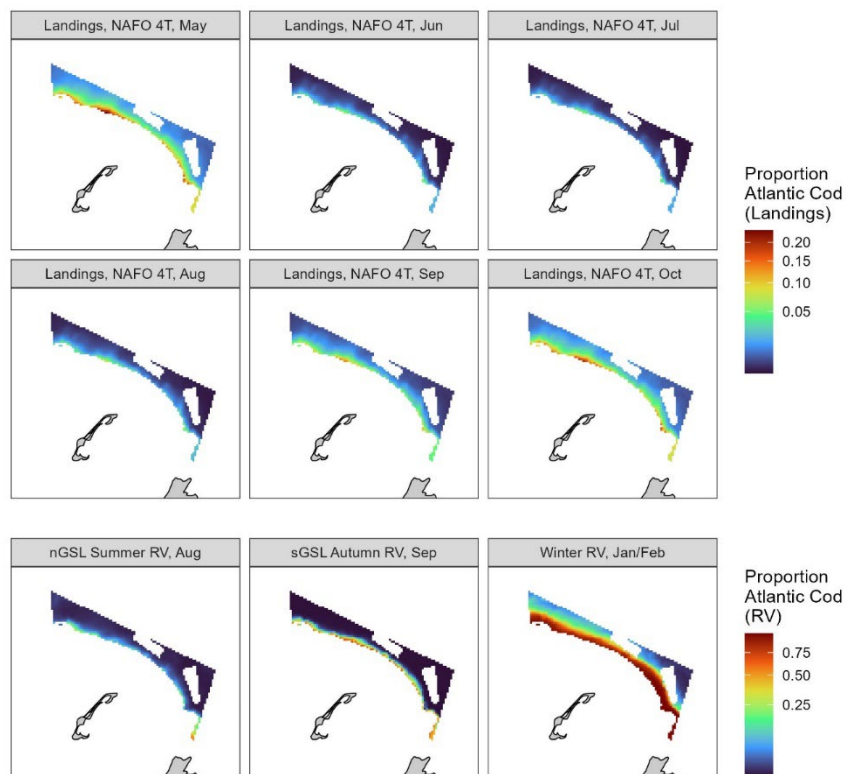 Landings, NAFO 4T, May
Landings, NAFO 4T, Jun
Landings, NAFO 4T, Jul
Proportion
Atlantic Cod
(Landings)
0.20
0.15
0.10
0.05
Landings, NAFO 4T, Aug
Landings, NAFO 4T, Sep
Landings, NAFO 4T, Oct
nGSL Summer RV, Aug
sGSL Autumn RV, Sep
Winter RV, Jan/Feb
Proportion
Atlantic Cod
(RV)
0.75
0.50
0.25